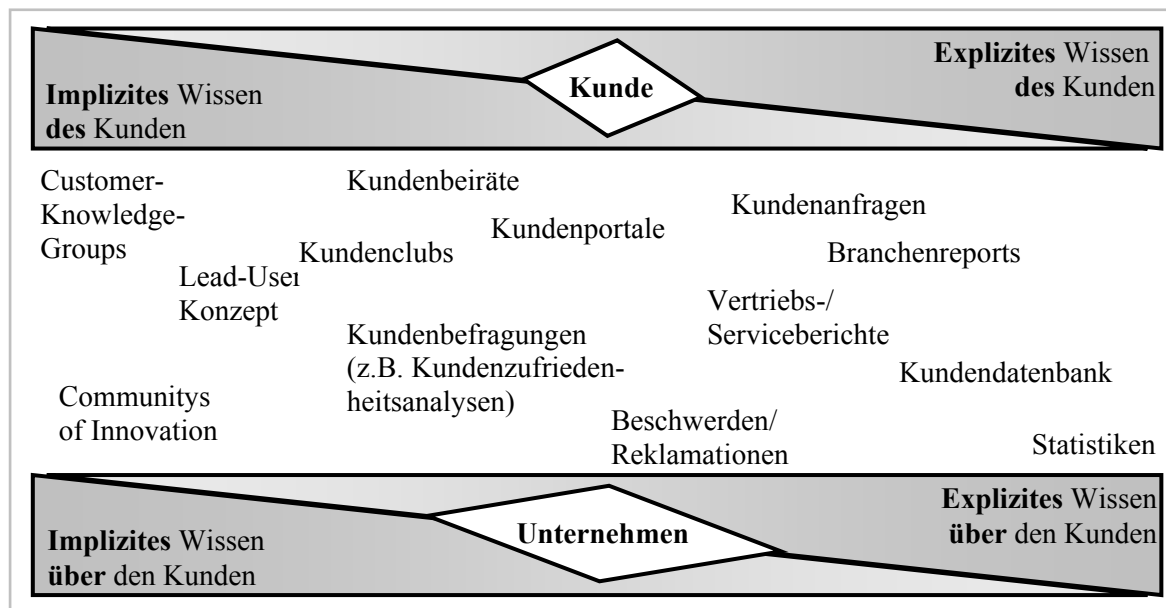 Implizites Wissen
des Kunden
Kunde
Explizites Wissen
des Kunden
Customer-
Knowledge-
Groups
Kundenbeiräte
Kundenportale
Kundenanfragen
Kundenclubs
Branchenreports
Lead-User
Konzept
Vertriebs-/
Serviceberichte
Kundenbefragungen
(z.B. Kundenzufrieden-
heitsanalysen)
Kundendatenbank
Communitys
of Innovation
Beschwerden/
Reklamationen
Statistiken
Implizites Wissen
über den Kunden
Unternehmen
Explizites Wissen
über den Kunden